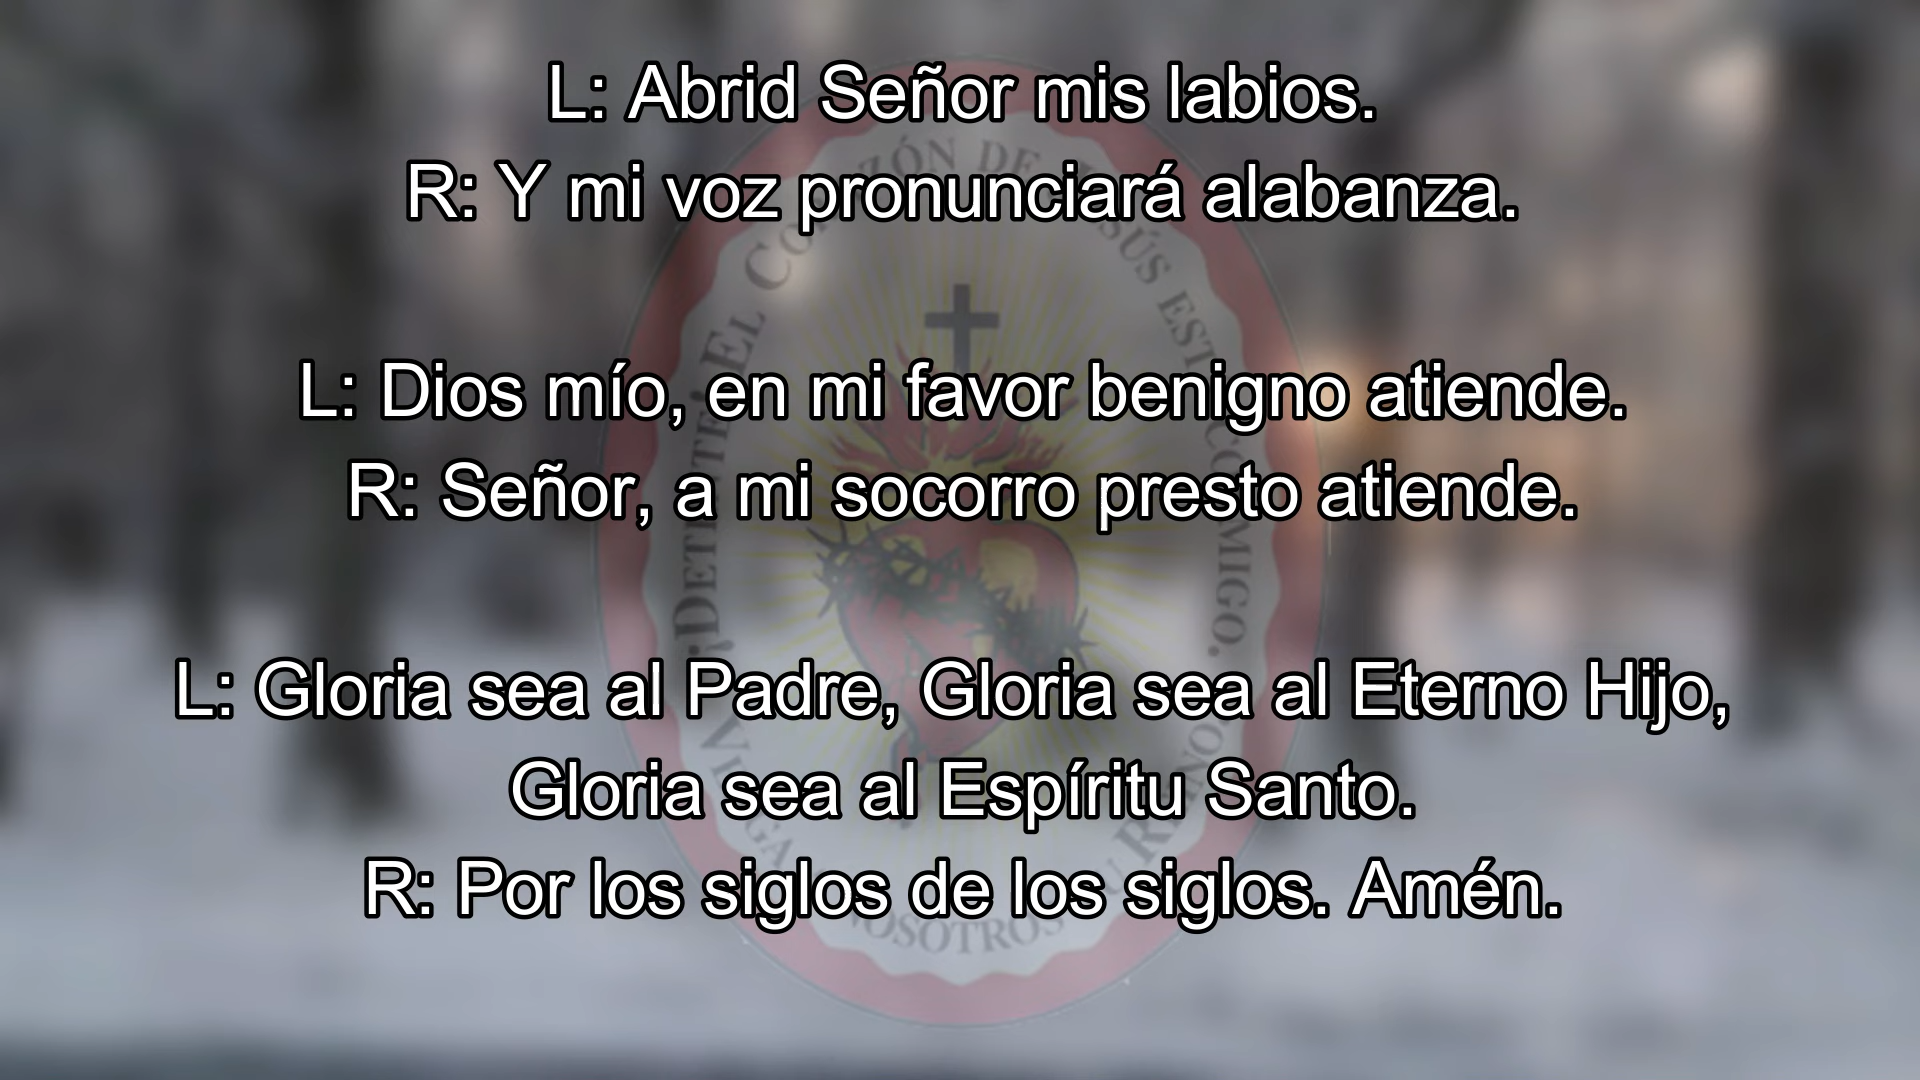 L: Abrid Señor mis labios.
R: Y mi voz pronunciará alabanza.
L: Dios mío, en mi favor benigno atiende.
R: Señor, a mi socorro presto atiende.
L: Gloria sea al Padre, Gloria sea al Eterno Hijo,
Gloria sea al Espíritu Santo.
R: Por los siglos de los siglos. Amén.